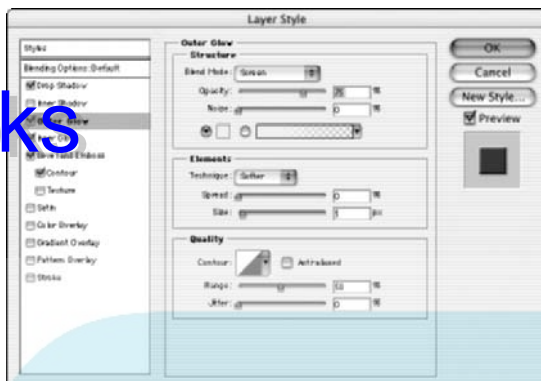 Layer Style
Styles
Blending Options: Default
Drop Shadow
Inner Shadow
Outer Glow
Inner Glow
Bevel and Emboss
Contour
Texture
Satin
Color Overlay
Gradient Overlay
Pattern Overlay
Stroke
ks
Outer Glow
Structure
Blend Mode: Screen
Opacity: 75 %
Noise: 0 %
Elements
Technique: Softer
Spread: 0 %
Size: px
Quality
Contour: Anti-aliased
Range: 50 %
Jitter: 0 %
OK
Cancel
New Style...
Preview